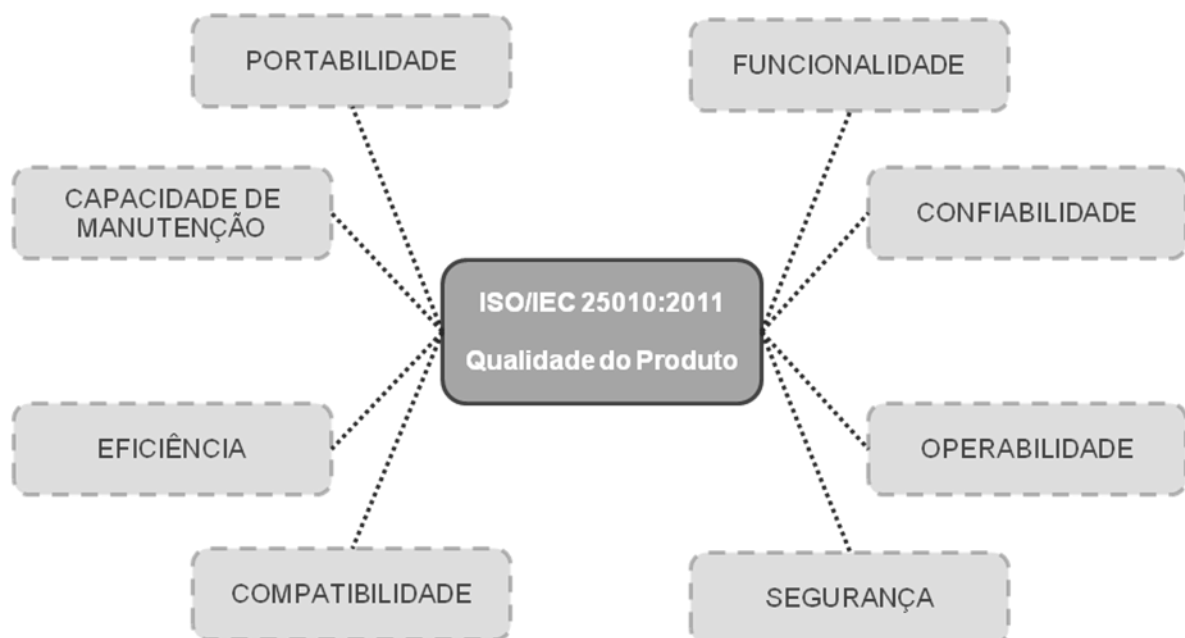 PORTABILIDADE
FUNCIONALIDADE
CAPACIDADE DE
MANUTENÇÃO
CONFIABILIDADE
ISO/IEC 25010:2011
Qualidade do Produto
EFICIÊNCIA
OPERABILIDADE
COMPATIBILIDADE
SEGURANÇA